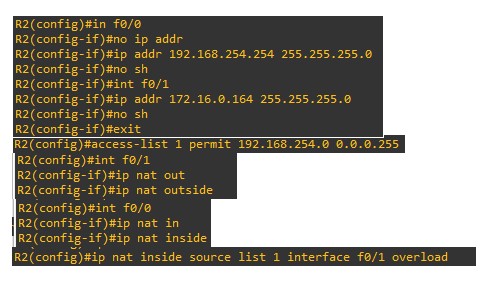 R2(config)#in f0/0
R2(config-if)#no ip addr
R2(config-if)#ip addr 192.168.254.254 255.255.255.0
R2(config-if)#no sh
R2(config-if)#int f0/1
R2(config-if)#ip addr 172.16.0.164 255.255.255.0
R2(config-if)#no sh
R2(config-if)#exit
R2(config)#access-list 1 permit 192.168.254.0 0.0.0.255
R2(config)#int f0/1
R2(config-if)#ip nat out
R2(config-if)#ip nat outside
R2(config)#int f0/0
R2(config-if)#ip nat in
R2(config-if)#ip nat inside
R2(config)#ip nat inside source list 1 interface f0/1 overload